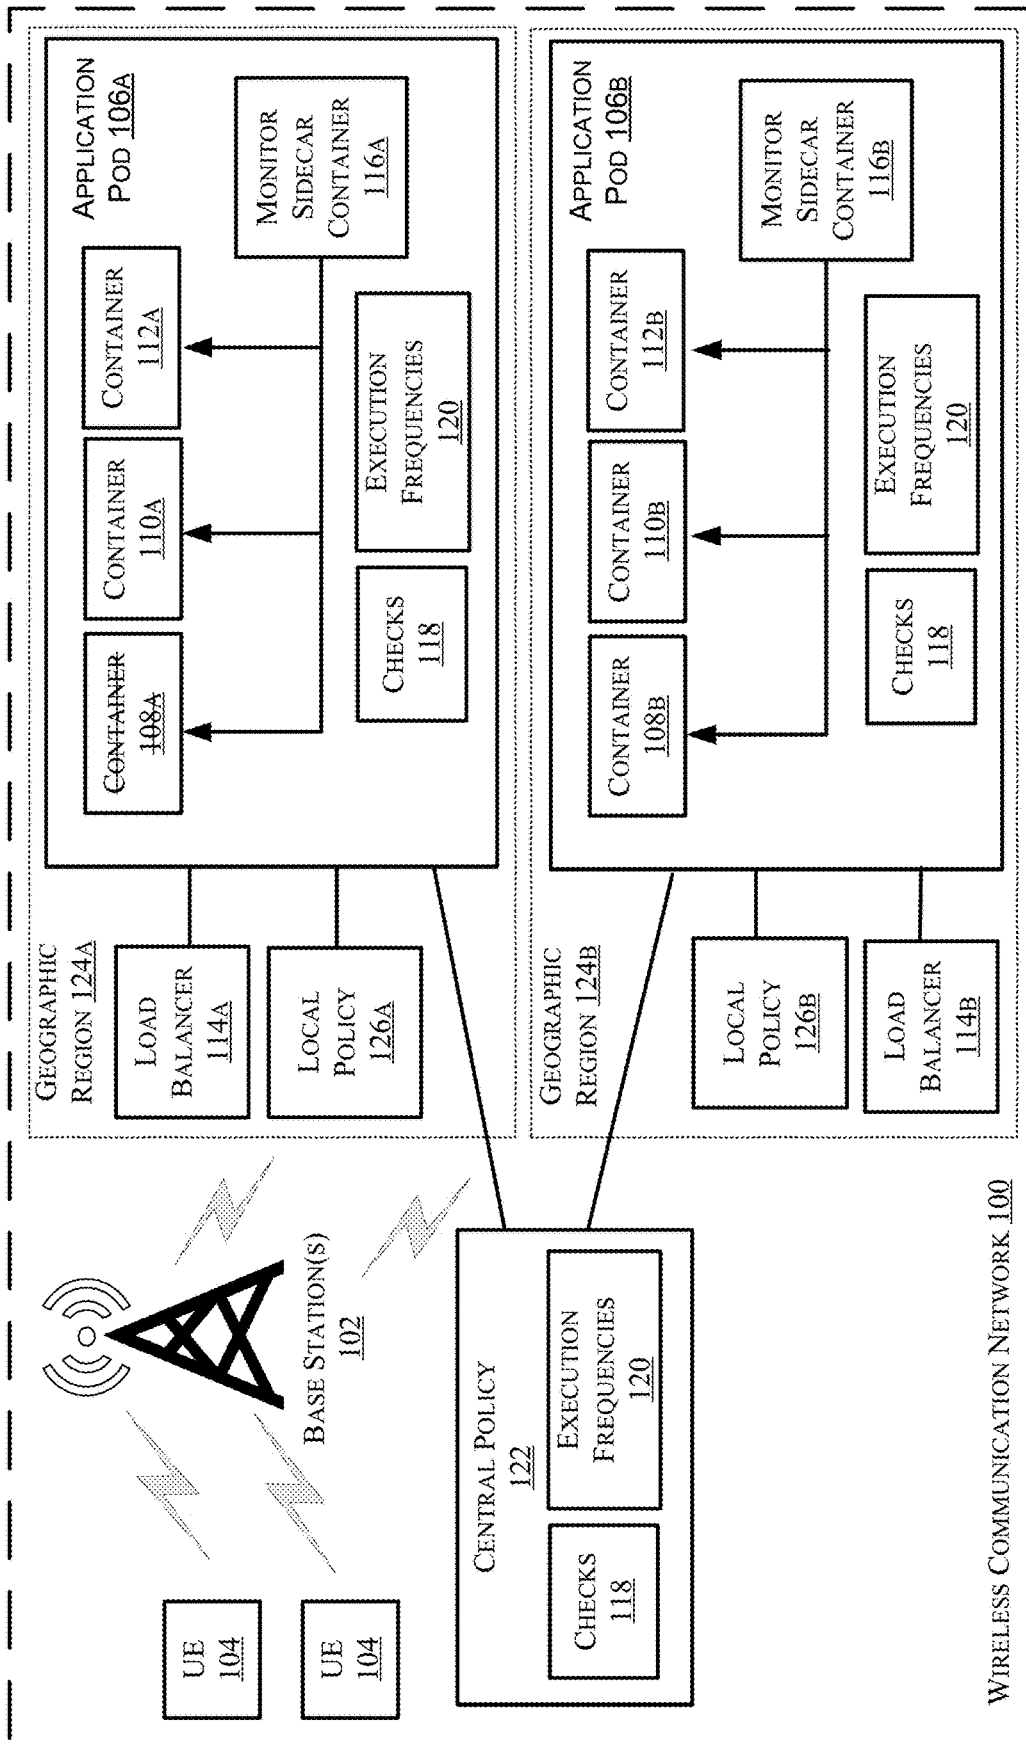 UE
104
UE
104
BASE STATION(S)
102
CENTRAL POLICY
122
CHECKS
118
EXECUTION
FREQUENCIES
120
WIRELESS COMMUNICATION NETWORK 100
GEOGRAPHIC
REGION 124A
LOAD
BALANCER
114A
LOCAL
POLICY
126A
APPLICATION
POD 106A
CONTAINER
108A
CONTAINER
110A
CONTAINER
112A
MONITOR
SIDECAR
CONTAINER
116A
CHECKS
118
EXECUTION
FREQUENCIES
120
GEOGRAPHIC
REGION 124B
LOCAL
POLICY
126B
LOAD
BALANCER
114B
APPLICATION
POD 106B
CONTAINER
108B
CONTAINER
110B
CONTAINER
112B
MONITOR
SIDECAR
CONTAINER
116B
CHECKS
118
EXECUTION
FREQUENCIES
120